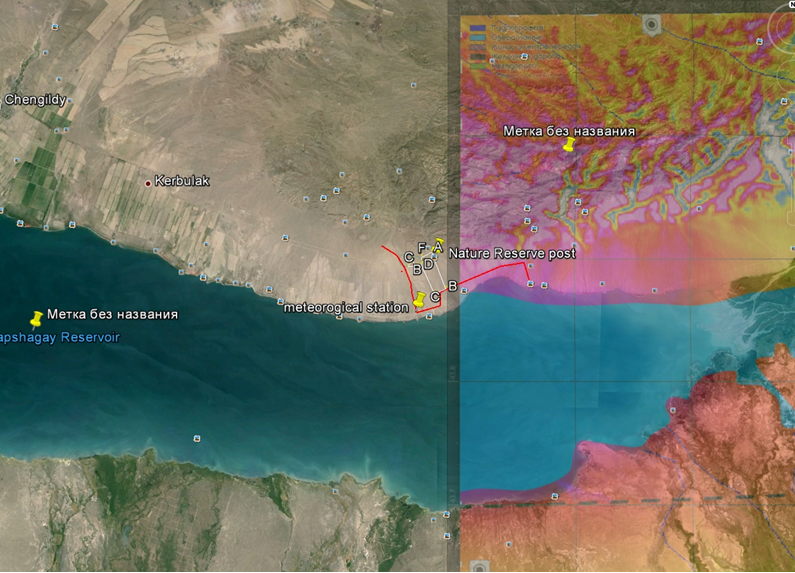 Метка без названия
Chengildy
Kerbulak
F
A
C
D
B
Nature Reserve post
B
C
meteorogical station
Метка без названия
apshagay Reservoir